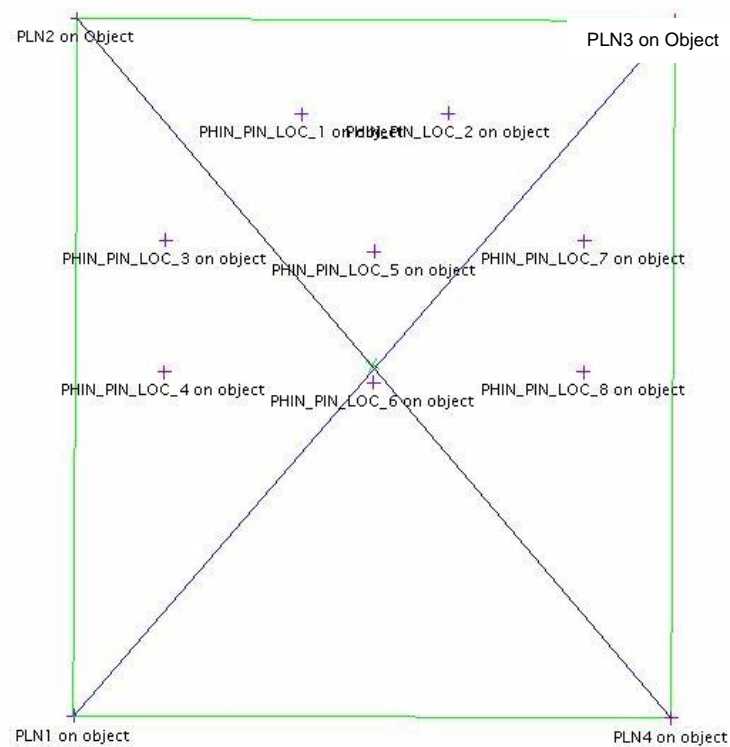 PLN2 on Object
PLN3 on Object
PHIN_PIN_LOC_1 on object
PHIN_PIN_LOC_2 on object
PHIN_PIN_LOC_3 on object
PHIN_PIN_LOC_5 on object
PHIN_PIN_LOC_7 on object
PHIN_PIN_LOC_4 on object
PHIN_PIN_LOC_6 on object
PHIN_PIN_LOC_8 on object
PLN1 on object
PLN4 on object